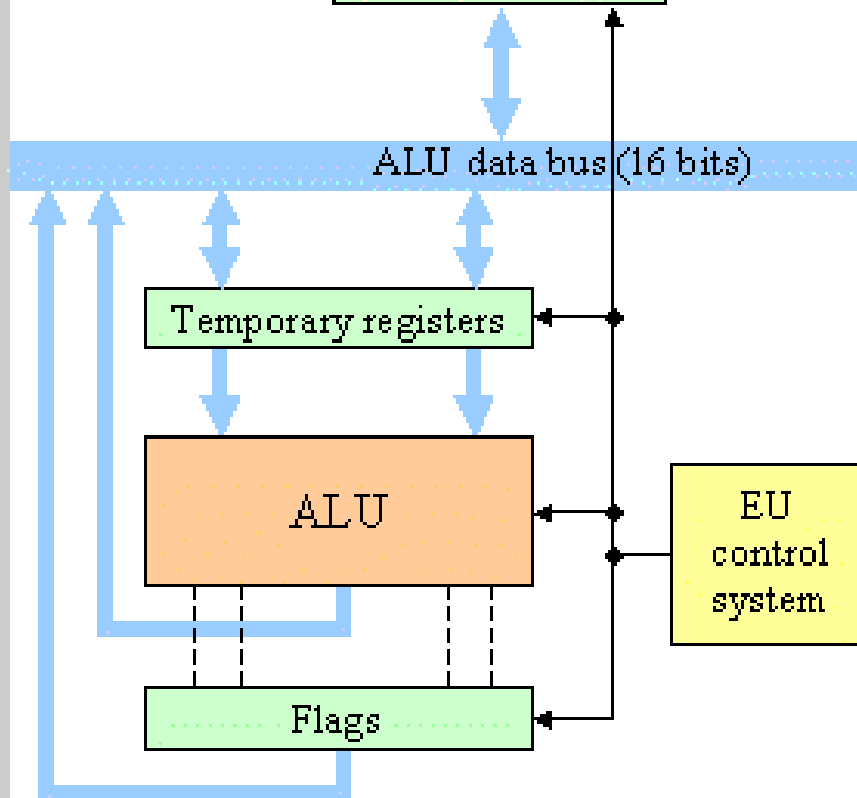 ALU data bus (16 bits)
Temporary registers
ALU
EU
control
system
Flags